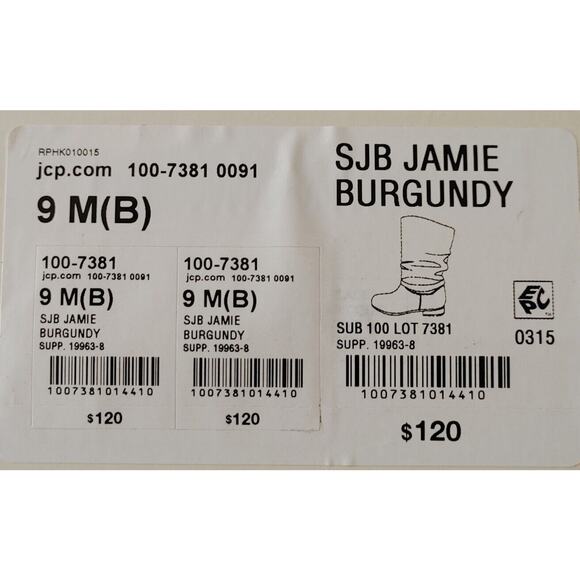 RPHK010015
jcp.com 100-7381 0091
9 M(B)
100-7381
jcp.com 100-7381 0091
9 M(B)
SJB JAMIE
BURGUNDY
SUPP. 19963-8
1007381014410
$120
100-7381
jcp.com 100-7381 0091
9 M(B)
SJB JAMIE
BURGUNDY
SUPP. 19963-8
1007381014410
$120
SJB JAMIE
BURGUNDY
SUB 100 LOT 7381
SUPP. 19963-8
EPC
0315
1007381014410
$120